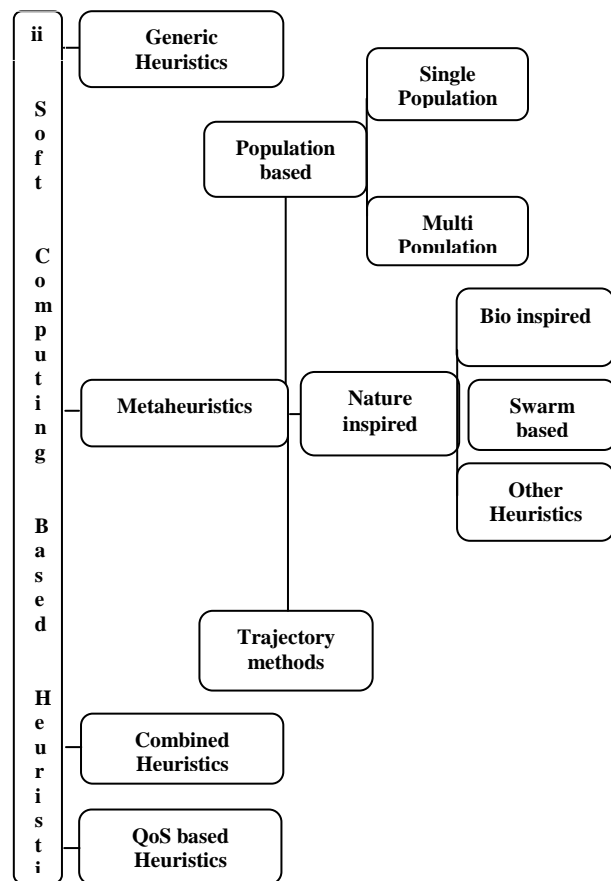 ii
Soft
Computing
Based
Heuristi
Generic
Heuristics
Single
Population
Population
based
Multi
Population
Bio inspired
Metaheuristics
Nature
inspired
Swarm
based
Other
Heuristics
Trajectory
methods
Combined
Heuristics
QoS based
Heuristics